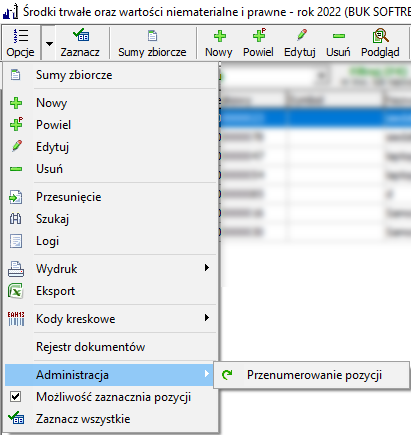 Środki trwałe oraz wartości niematerialne i prawne - rok 2022 (BUK SOFTRE
Opcje Zaznacz Sumy zbiorcze Nowy Powiel Edytuj Usuń Podgląd
Sumy zbiorcze
Nowy
Powiel
Edytuj
Usuń
Przesunięcie
Szukaj
Logi
Wydruk
Eksport
EAN13 Kody kreskowe
Rejestr dokumentów
Administracja Przenumerowanie pozycji
Możliwość zaznacznia pozycji
Zaznacz wszystkie